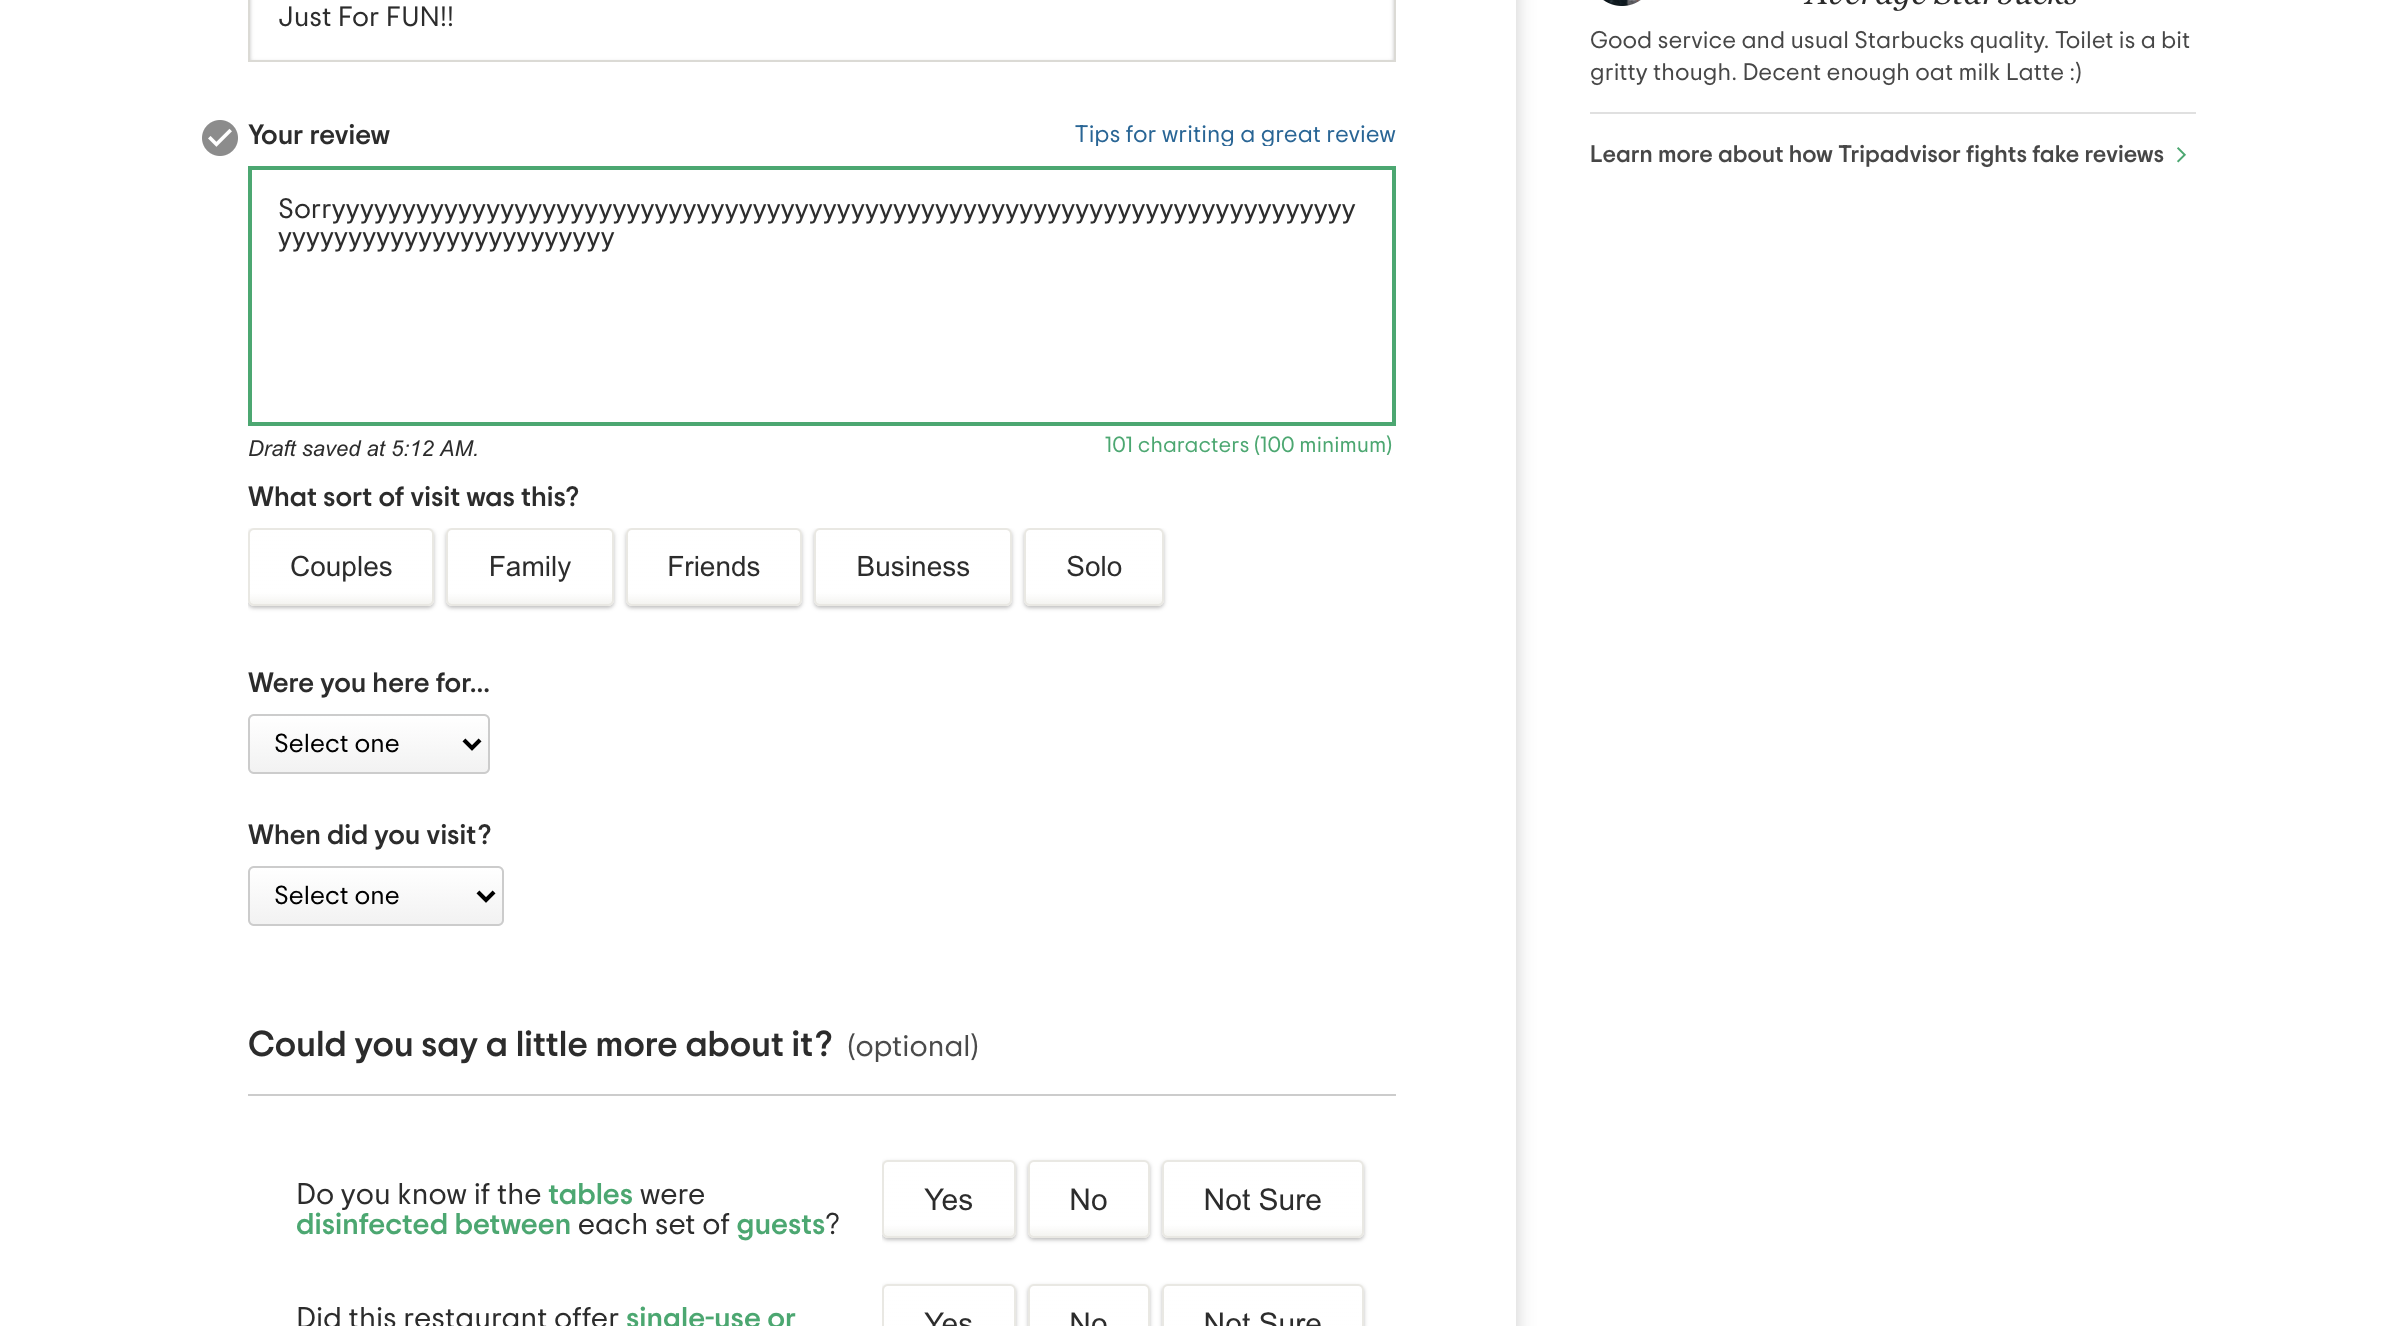 Just For FUN!!
Average Starbucks
Good service and usual Starbucks quality. Toilet is a bit
gritty though. Decent enough oat milk Latte :)
Learn more about how Tripadvisor fights fake reviews
Your review
Tips for writing a great review
Sorryyyyyyyyyyyyyyyyyyyyyyyyyyyyyyyyyyyyyyyyyyyyyyyyyyyyyyyyyyyyyyyyyyyyyyyyy
yyyyyyyyyyyyyyyyyyyyyyyy
Draft saved at 5:12 AM.
101 characters (100 minimum)
What sort of visit was this?
Couples
Family
Friends
Business
Solo
Were you here for...
Select one
When did you visit?
Select one
Could you say a little more about it? (optional)
Do you know if the tables were
disinfected between each set of guests?
Yes
No
Not Sure
Did this restaurant offer single-use or
Yes
No
Not Sure